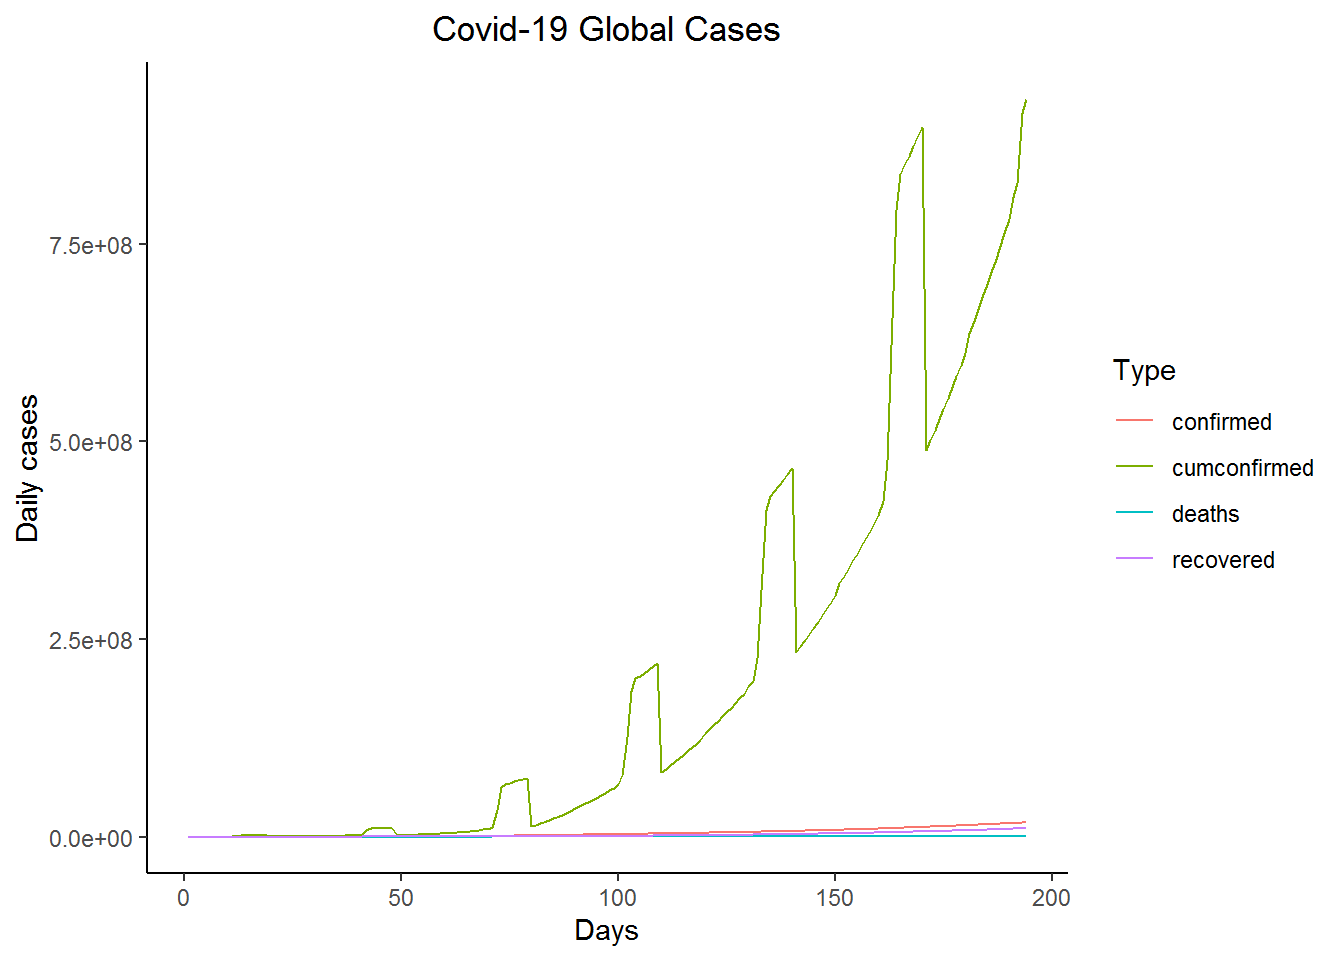 Covid-19 Global Cases
Daily cases
7.5e+08
5.0e+08
2.5e+08
0.0e+00
0
50
100
150
200
Days
Type
confirmed
cumconfirmed
deaths
recovered